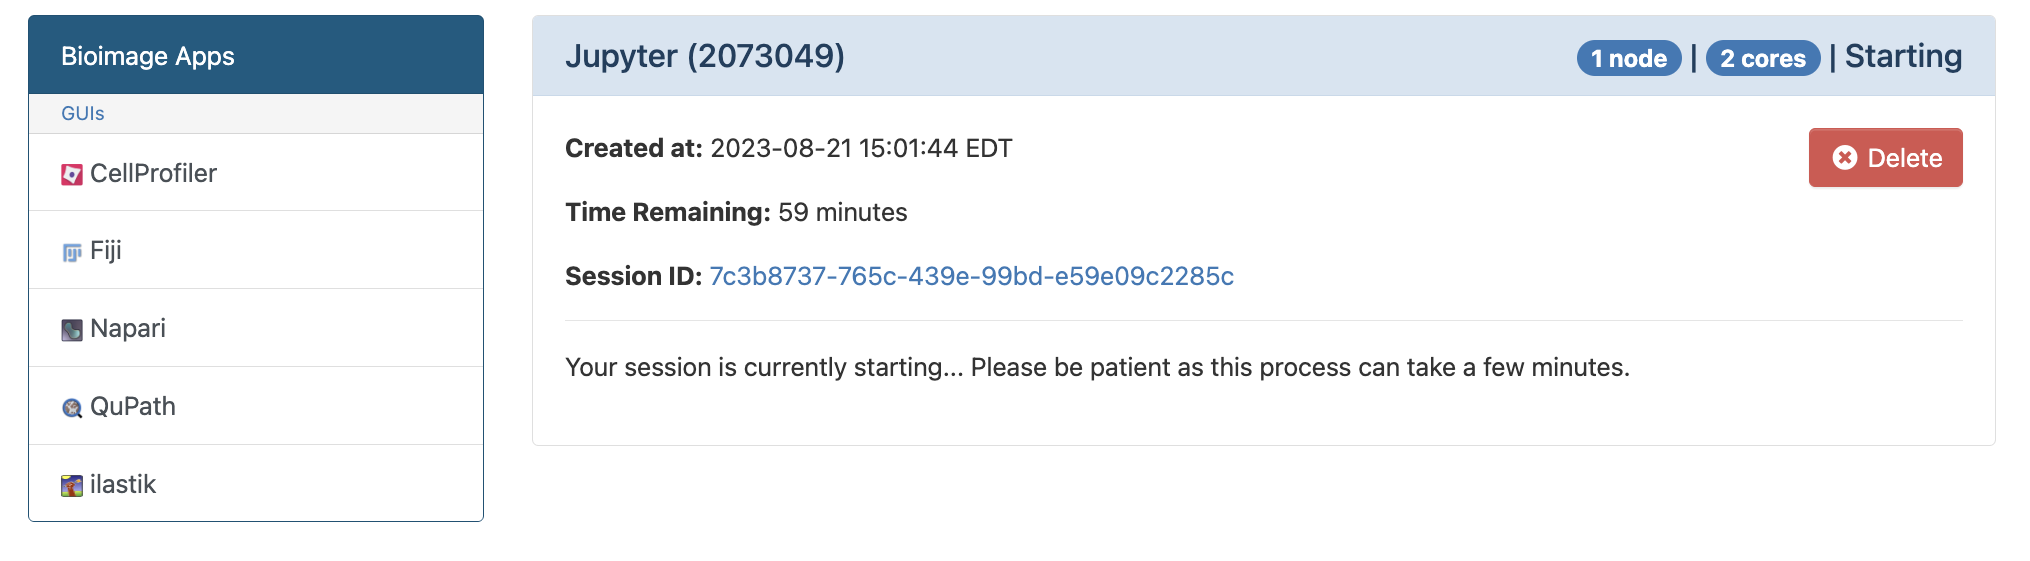 Bioimage Apps
GUIs
CellProfiler
Fiji
Napari
QuPath
ilastik
Jupyter (2073049)
1 node | 2 cores | Starting
Created at: 2023-08-21 15:01:44 EDT
Delete
Time Remaining: 59 minutes
Session ID: 7c3b8737-765c-439e-99bd-e59e09c2285c
Your session is currently starting... Please be patient as this process can take a few minutes.